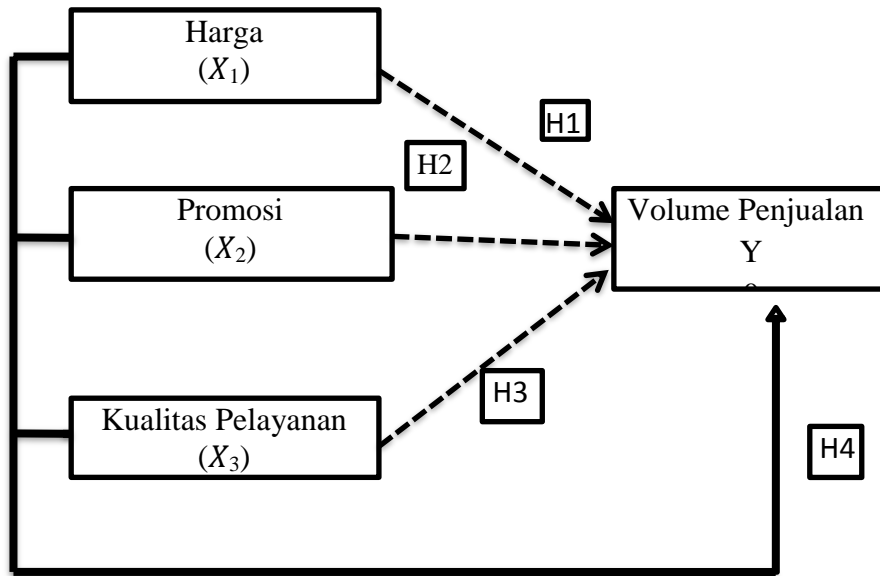 Harga
(𝑋₁)
H1
H2
Promosi
(𝑋₂)
Volume Penjualan
Y
H3
Kualitas Pelayanan
(𝑋₃)
H4